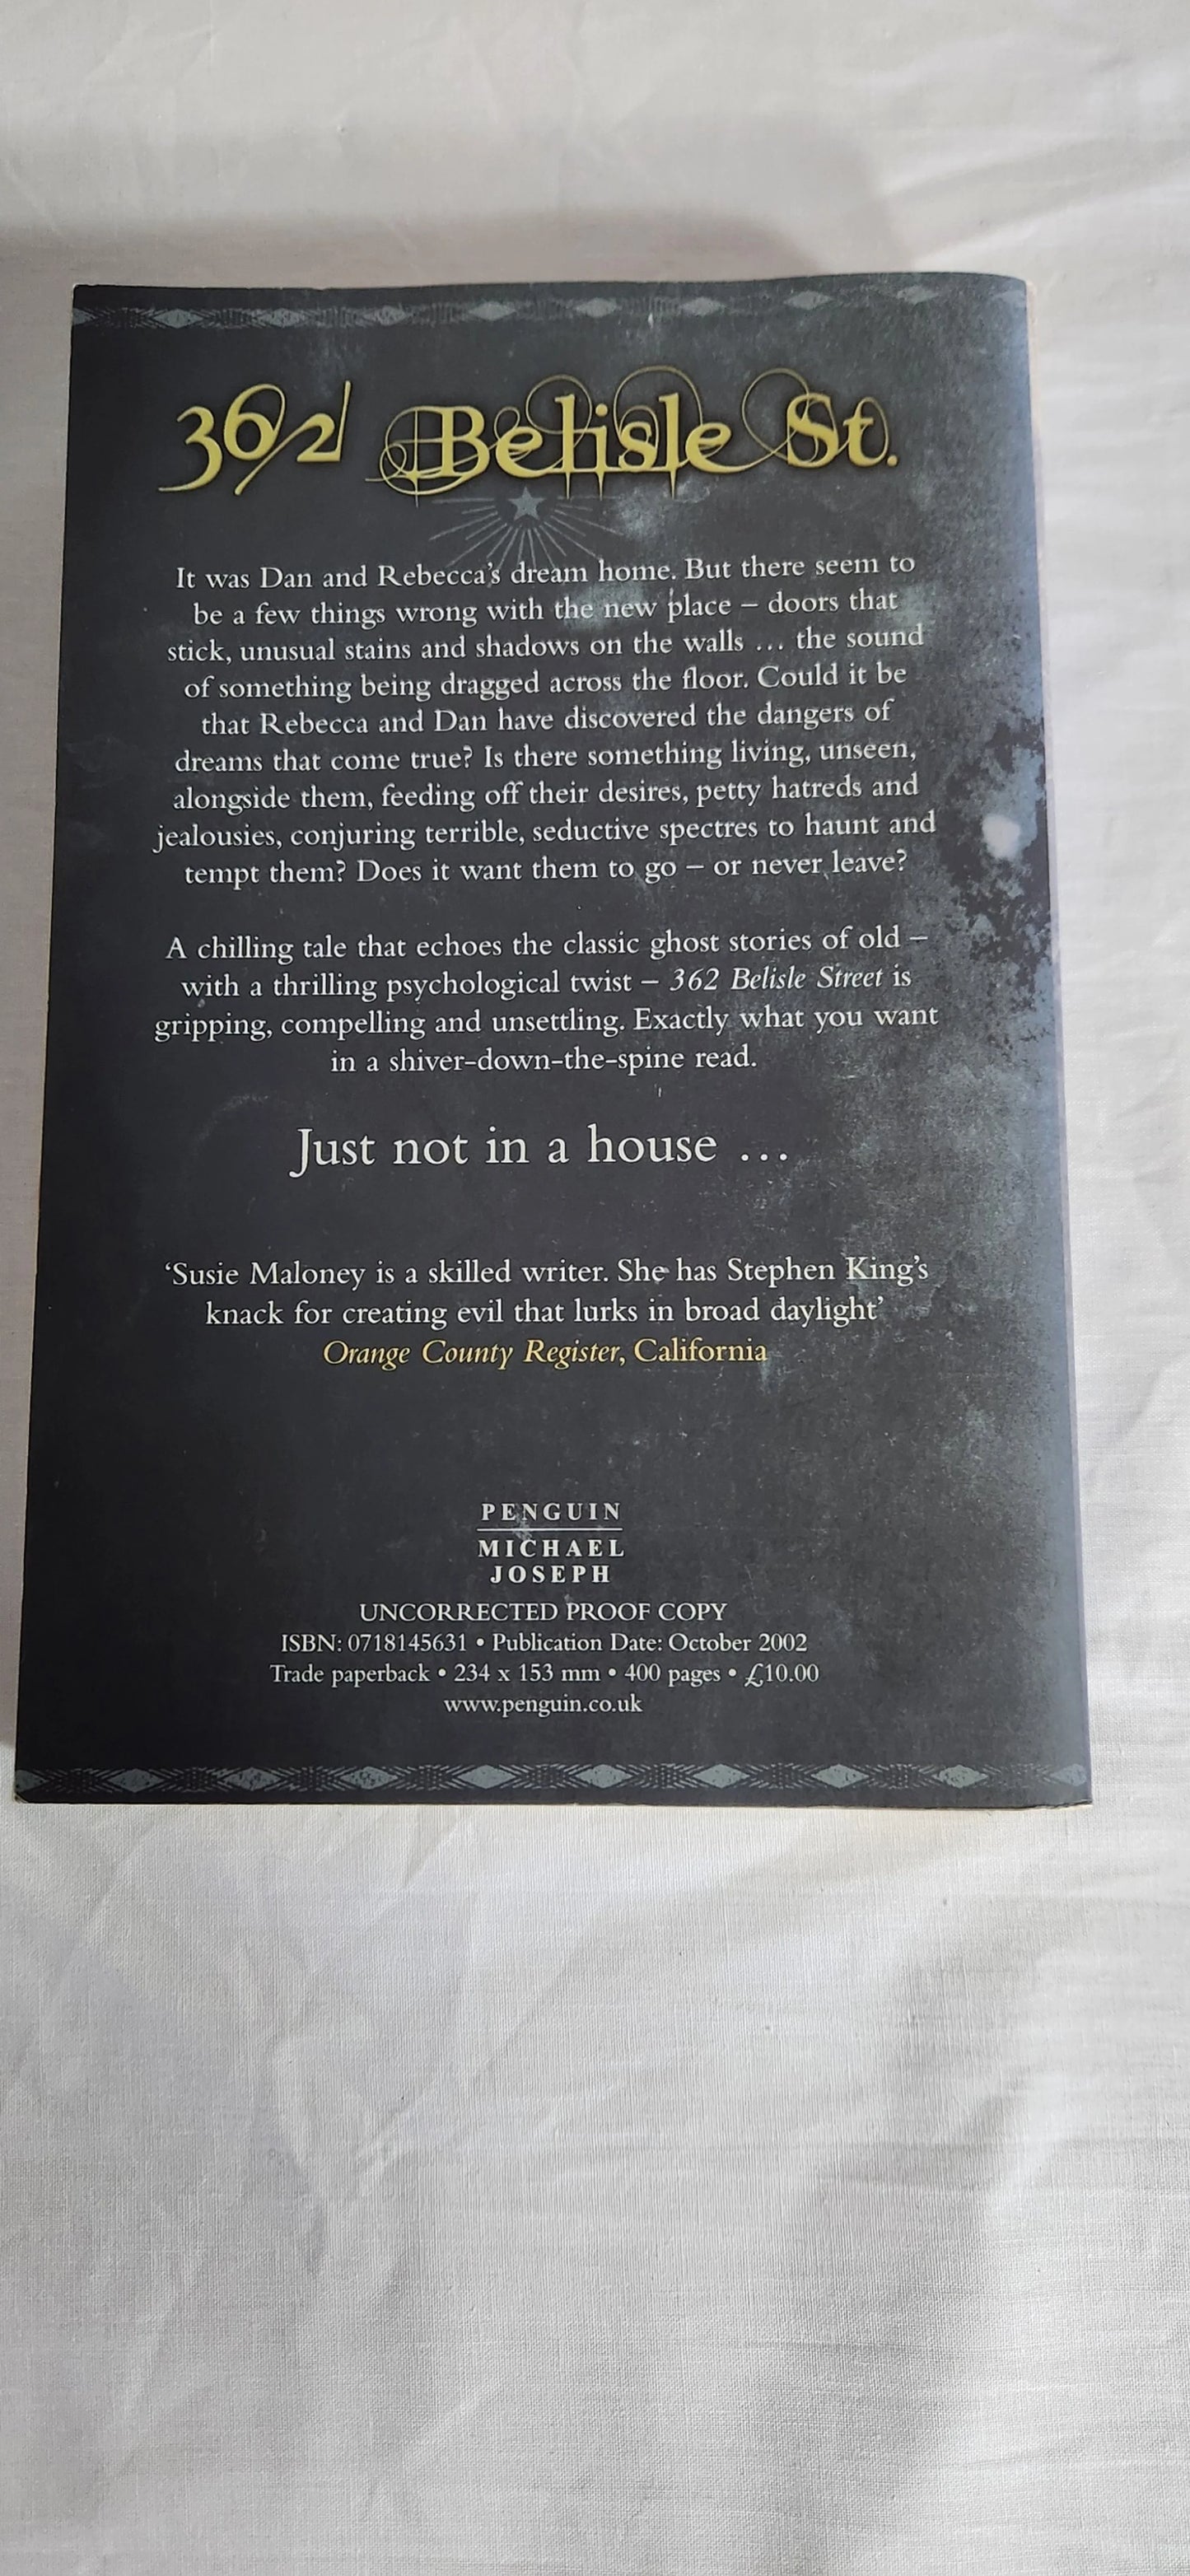 362 Belisle St.
It was Dan and Rebecca's dream home. But there seem to
be a few things wrong with the new place – doors that
stick, unusual stains and shadows on the walls … the sound
of something being dragged across the floor. Could it be
that Rebecca and Dan have discovered the dangers of
dreams that come true? Is there something living, unseen,
alongside them, feeding off their desires, petty hatreds and
jealousies, conjuring terrible, seductive spectres to haunt and
tempt them? Does it want them to go – or never leave?
A chilling tale that echoes the classic ghost stories of old –
with a thrilling psychological twist – 362 Belisle Street is
gripping, compelling and unsettling. Exactly what you want
in a shiver-down-the-spine read.
Just not in a house …
'Susie Maloney is a skilled writer. She has Stephen King's
knack for creating evil that lurks in broad daylight'
Orange County Register, California
PENGUIN
MICHAEL
JOSEPH
UNCORRECTED PROOF COPY
ISBN: 0718145631 • Publication Date: October 2002
Trade paperback • 234 x 153 mm • 400 pages • £10.00
www.penguin.co.uk